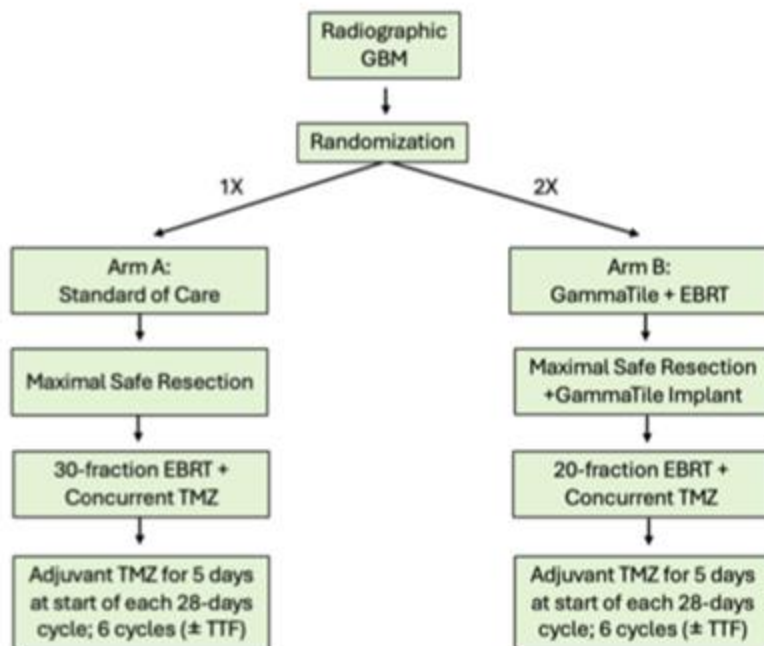 Radiographic
GBM
Randomization
1X
2X
Arm A:
Standard of Care
Arm B:
GammaTile + EBRT
Maximal Safe Resection
Maximal Safe Resection
+GammaTile Implant
30-fraction EBRT +
Concurrent TMZ
20-fraction EBRT +
Concurrent TMZ
Adjuvant TMZ for 5 days
at start of each 28-days
cycle; 6 cycles (± TTF)
Adjuvant TMZ for 5 days
at start of each 28-days
cycle; 6 cycles (± TTF)